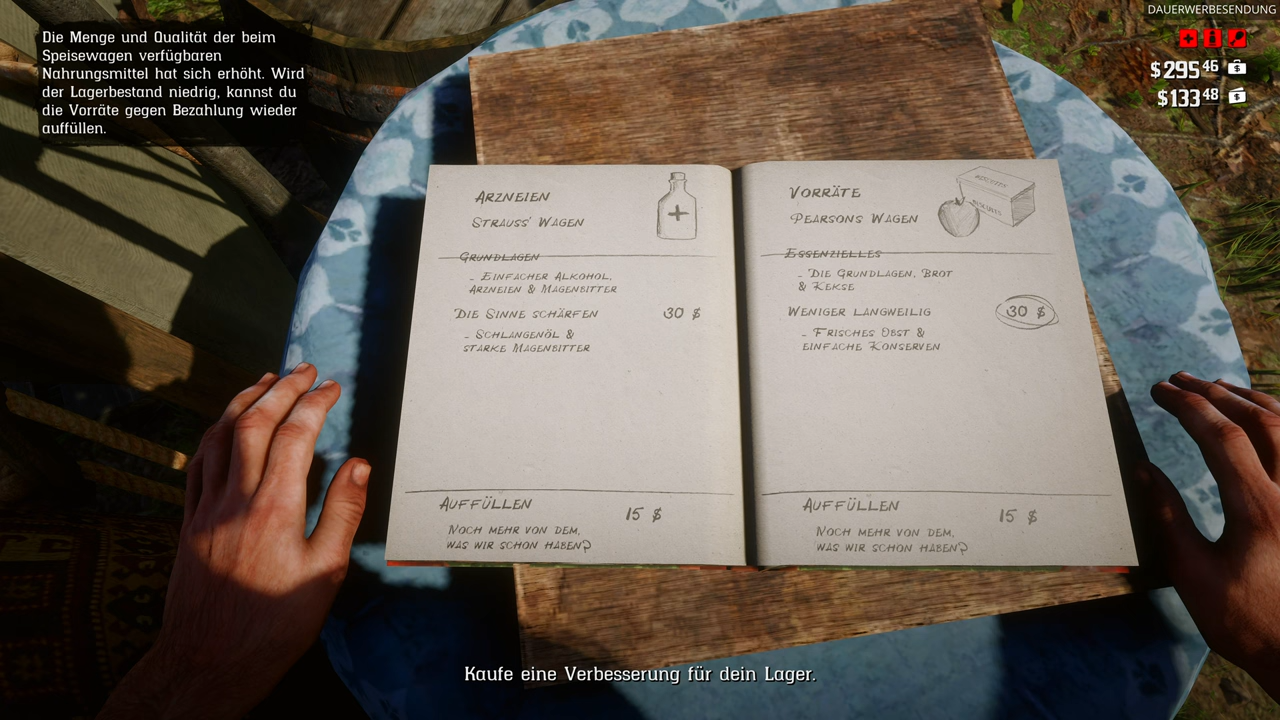 DAUERWERBESENDUNG
Die Menge und Qualität der beim
Speisewagen verfügbaren
Nahrungsmittel hat sich erhöht. Wird
der Lagerbestand niedrig, kannst du
die Vorräte gegen Bezahlung wieder
auffüllen.
$295 46
$133 48
ARZNEIEN
STRAUSS' WAGEN
GRUNDLAGEN
- EINFACHER ALKOHOL,
ARZNEIEN & MAGENBITTER
DIE SINNE SCHÄRFEN 30 $
- SCHLANGENÖL &
STARKE MAGENBITTER
AUFFÜLLEN 15 $
NOCH MEHR VON DEM,
WAS WIR SCHON HABEN?
VORRÄTE
PEARSONS WAGEN
BISCUITS
ESSENZIELLES
- DIE GRUNDLAGEN, BROT
& KEKSE
WENIGER LANGWEILIG 30 $
- FRISCHES OBST &
EINFACHE KONSERVEN
AUFFÜLLEN 15 $
NOCH MEHR VON DEM,
WAS WIR SCHON HABEN?
Kaufe eine Verbesserung für dein Lager.